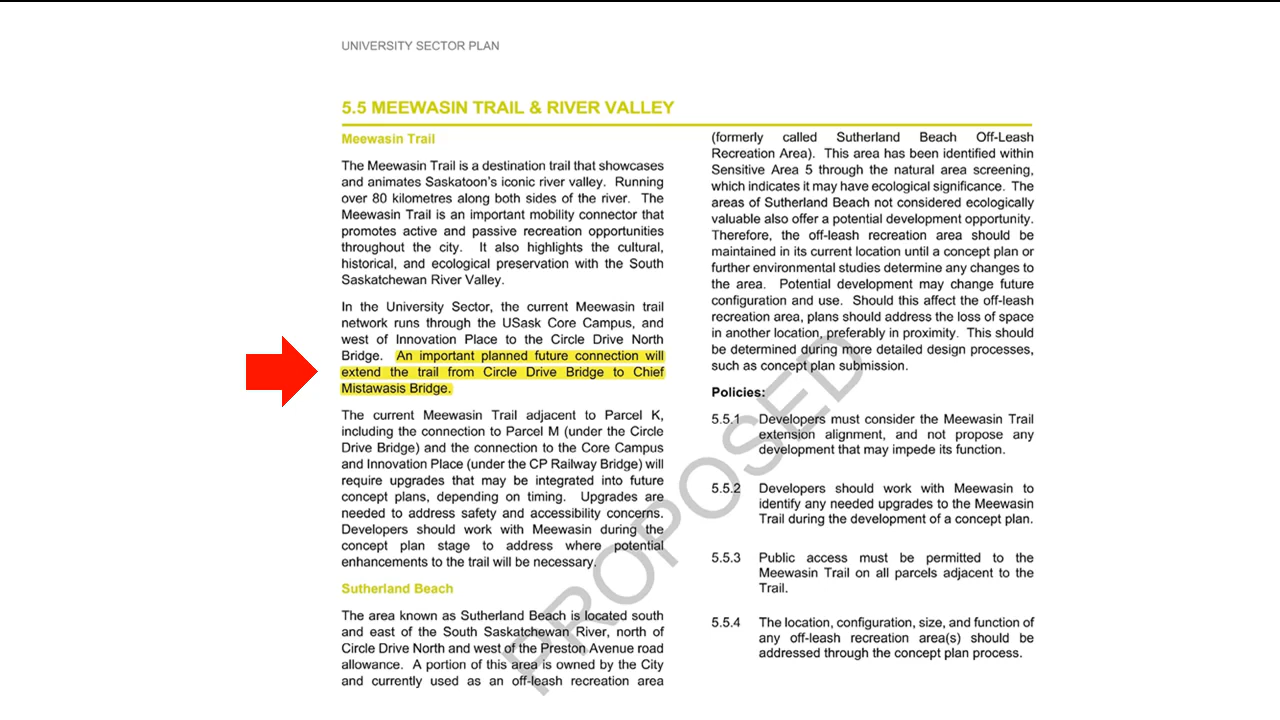 UNIVERSITY SECTOR PLAN
5.5 MEEWASIN TRAIL & RIVER VALLEY
Meewasin Trail
The Meewasin Trail is a destination trail that showcases
and animates Saskatoon's iconic river valley. Running
over 80 kilometres along both sides of the river. The
Meewasin Trail is an important mobility connector that
promotes active and passive recreation opportunities
throughout the city. It also highlights the cultural,
historical, and ecological preservation with the South
Saskatchewan River Valley.
In the University Sector, the current Meewasin trail
network runs through the USask Core Campus, and
west of Innovation Place to the Circle Drive North
Bridge. An important planned future connection will
extend the trail from Circle Drive Bridge to Chief
Mistawasis Bridge.
The current Meewasin Trail adjacent to Parcel K,
including the connection to Parcel M (under the Circle
Drive Bridge) and the connection to the Core Campus
and Innovation Place (under the CP Railway Bridge) will
require upgrades that may be integrated into future
concept plans, depending on timing. Upgrades are
needed to address safety and accessibility concerns.
Developers should work with Meewasin during the
concept plan stage to address where potential
enhancements to the trail will be necessary.
Sutherland Beach
The area known as Sutherland Beach is located south
and east of the South Saskatchewan River, north of
Circle Drive North and west of the Preston Avenue road
allowance. A portion of this area is owned by the City
and currently used as an off-leash recreation area
(formerly called Sutherland Beach Off-Leash
Recreation Area). This area has been identified within
Sensitive Area 5 through the natural area screening,
which indicates it may have ecological significance. The
areas of Sutherland Beach not considered ecologically
valuable also offer a potential development opportunity.
Therefore, the off-leash recreation area should be
maintained in its current location until a concept plan or
further environmental studies determine any changes to
the area. Potential development may change future
configuration and use. Should this affect the off-leash
recreation area, plans should address the loss of space
in another location, preferably in proximity. This should
be determined during more detailed design processes,
such as concept plan submission.
Policies:
5.5.1 Developers must consider the Meewasin Trail
extension alignment, and not propose any
development that may impede its function.
5.5.2 Developers should work with Meewasin to
identify any needed upgrades to the Meewasin
Trail during the development of a concept plan.
5.5.3 Public access must be permitted to the
Meewasin Trail on all parcels adjacent to the
Trail.
5.5.4 The location, configuration, size, and function of
any off-leash recreation area(s) should be
addressed through the concept plan process.
PROPOSED